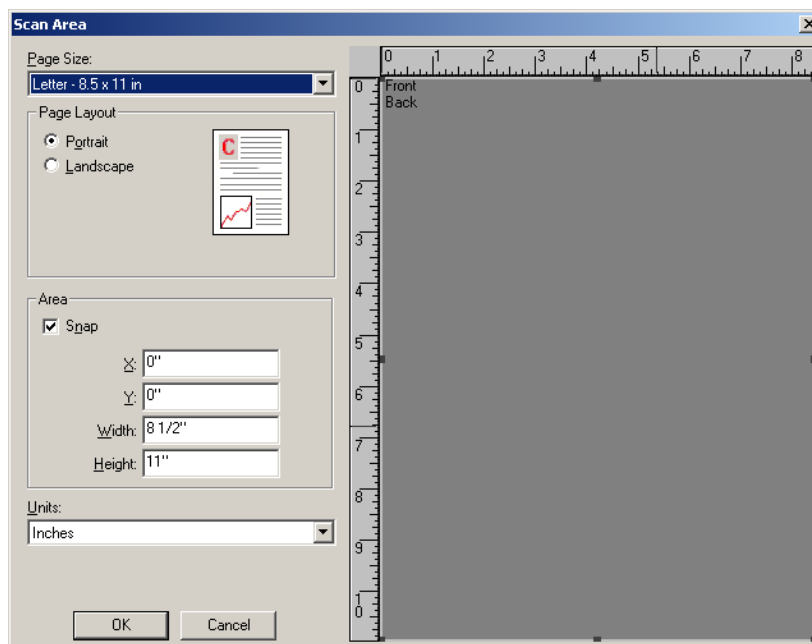 Scan Area
Page Size:
Letter - 8.5 x 11 in
Page Layout
Portrait
Landscape
C
Area
Snap
X: 0"
Y: 0"
Width: 8 1/2"
Height: 11"
Units:
Inches
OK Cancel
0 1 2 3 4 5 6 7 8
Front
Back
0
1
2
3
4
5
6
7
8
9
10